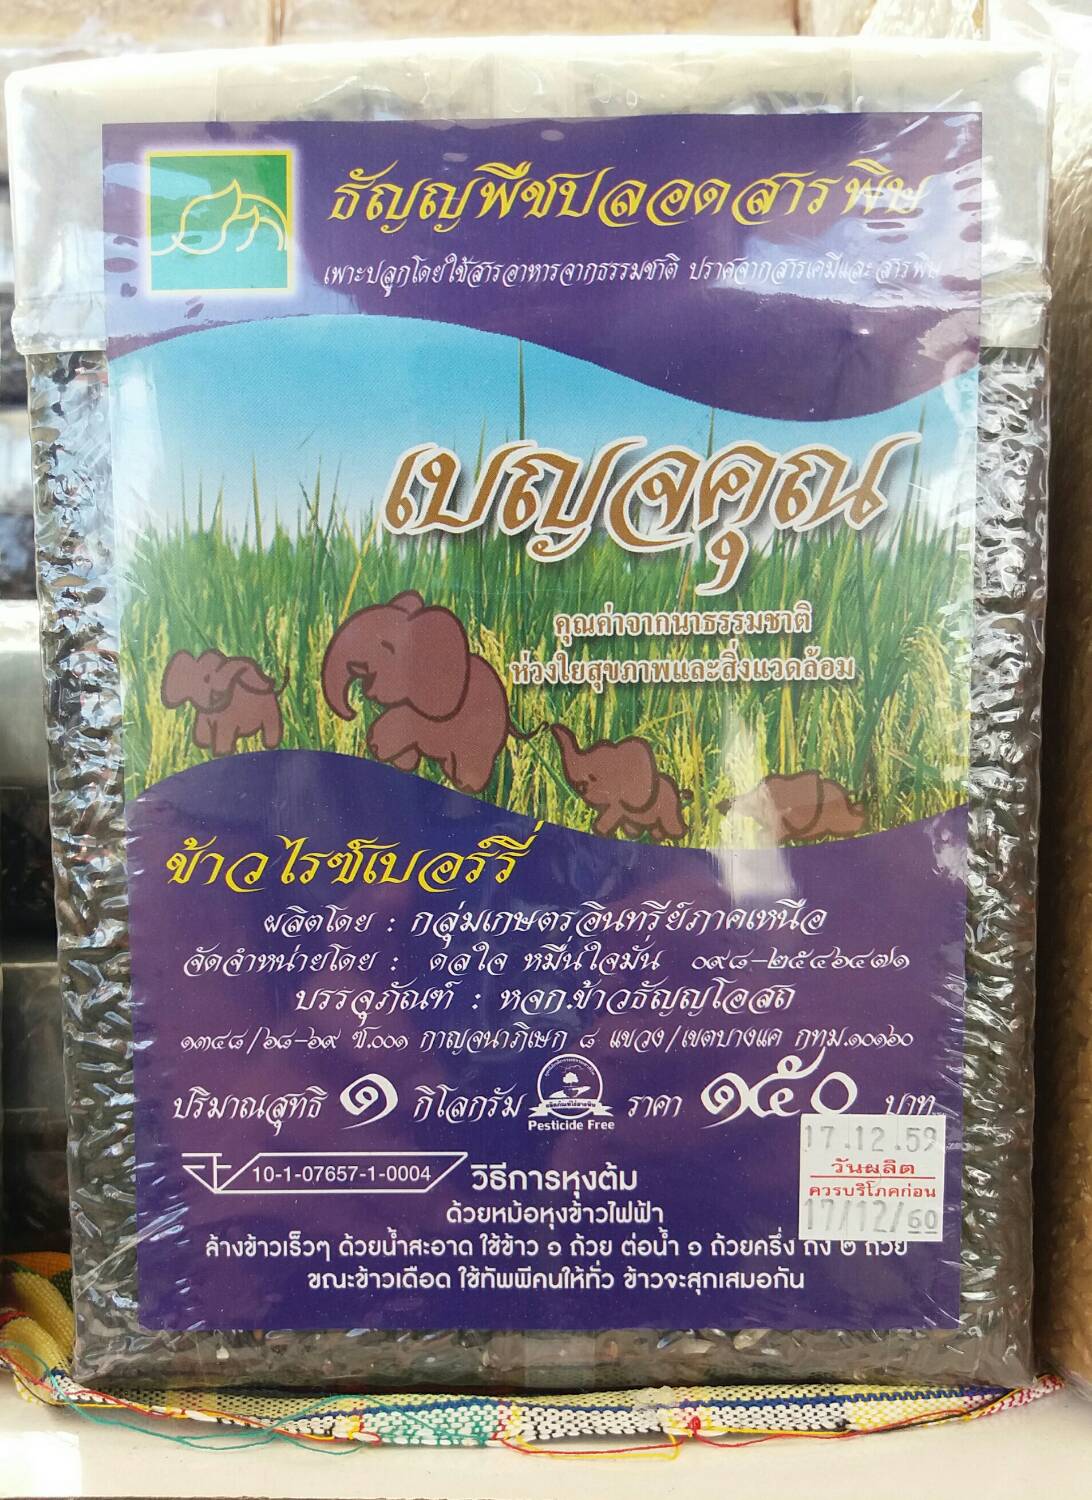 ธัญญพืชปลอดสารพิษ
เพาะปลูกโดยใช้สารอาหารจากธรรมชาติ ปราศจากสารเคมีและสารพิษ
เบญจคุณ
คุณค่าจากนาธรรมชาติ
ห่วงใยสุขภาพและสิ่งแวดล้อม
ข้าวไรซ์เบอร์รี่
ผลิตโดย : กลุ่มเกษตรอินทรีย์ภาคเหนือ
จัดจำหน่ายโดย : ดลใจ หมื่นใจมั่น ๐๙๘-๒๕๔๖๔๗๑
บรรจุภัณฑ์ : หจก.ข้าวธัญญโอสถ
๑๓๔๘/๖๘-๖๙ ซ.๐๐๑ กาญจนาภิเษก ๘ แขวง/เขตบางแค กทม.๑๐๑๖๐
ปริมาณสุทธิ ๑ กิโลกรัม Pesticide Free ราคา ๑๕๐ บาท
17.12.59
วันผลิต
ควรบริโภคก่อน
17/12/60
10-1-07657-1-0004
วิธีการหุงต้ม
ด้วยหม้อหุงข้าวไฟฟ้า
ล้างข้าวเร็วๆ ด้วยน้ำสะอาด ใช้ข้าว ๑ ถ้วย ต่อน้ำ ๑ ถ้วยครึ่ง ถึง ๒ ถ้วย
ขณะข้าวเดือด ใช้ทัพพีคนให้ทั่ว ข้าวจะสุกเสมอกัน